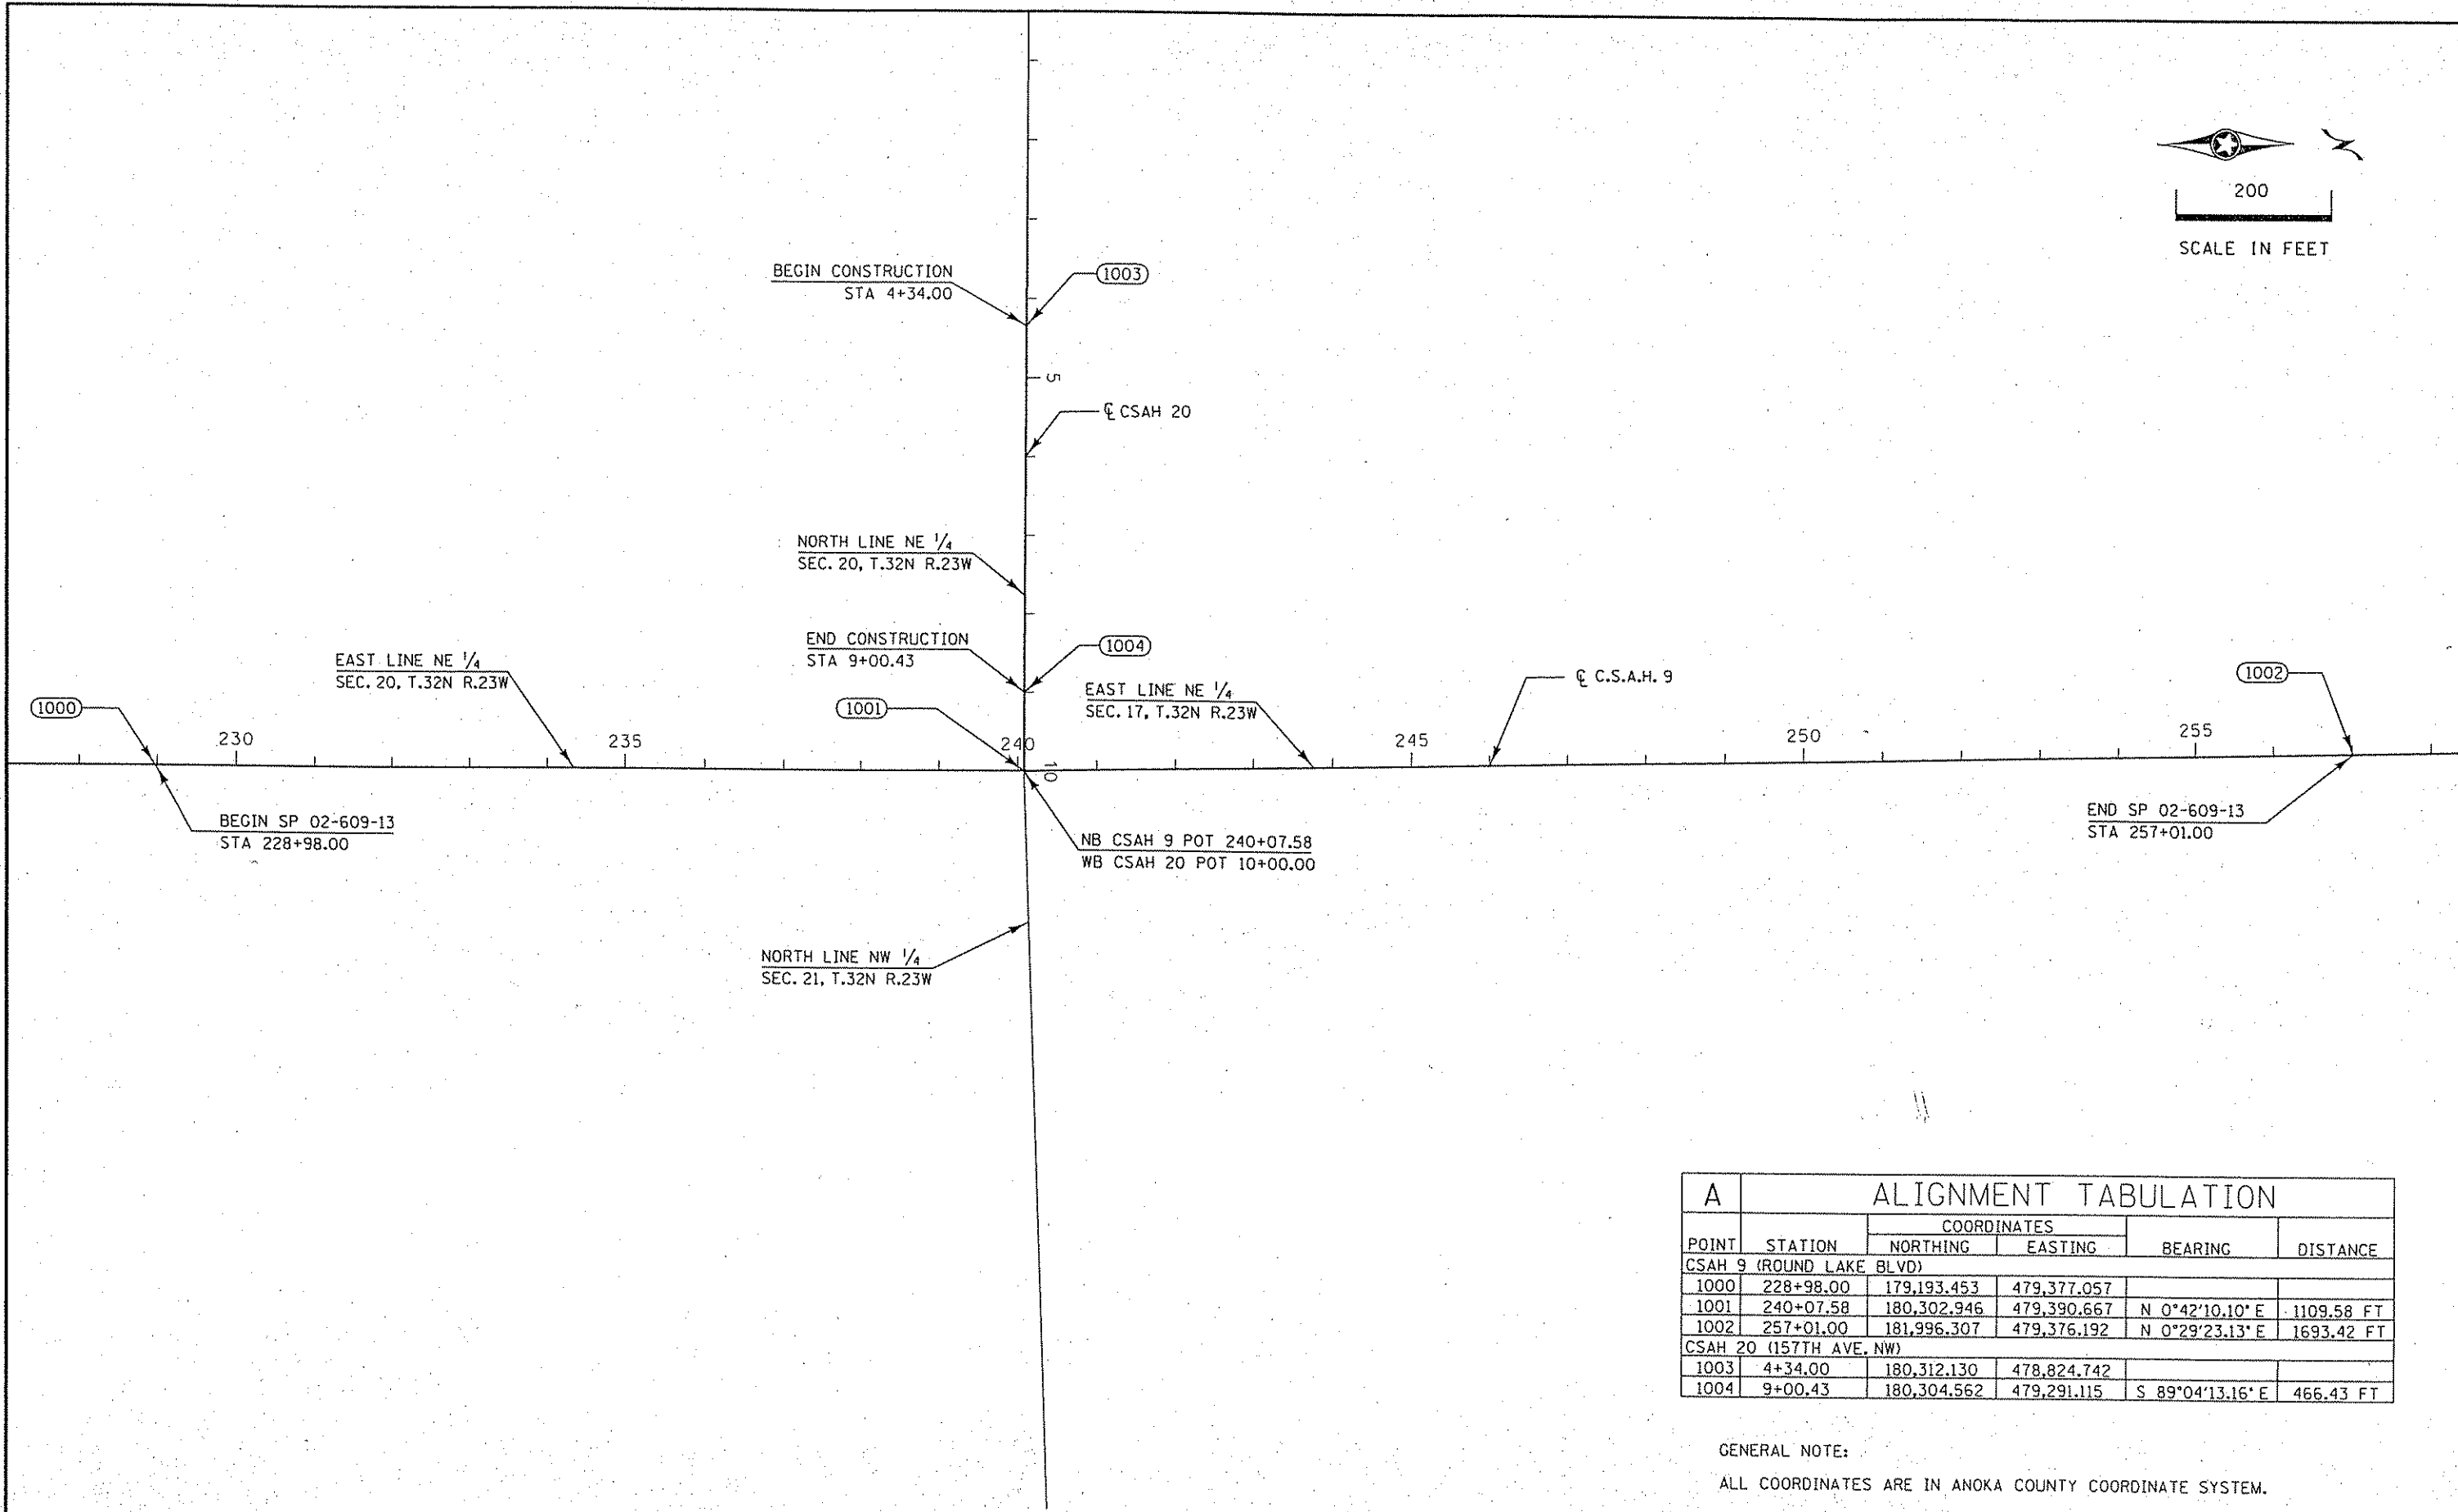 200
SCALE IN FEET
BEGIN CONSTRUCTION
STA 4+34.00
1003
5
℄ CSAH 20
NORTH LINE NE 1/4
SEC. 20, T.32N R.23W
END CONSTRUCTION
STA 9+00.43
1004
EAST LINE NE 1/4
SEC. 20, T.32N R.23W
EAST LINE NE 1/4
SEC. 17, T.32N R.23W
℄ C.S.A.H. 9
1000
1001
1002
230
235
240
245
250
255
10
BEGIN SP 02-609-13
STA 228+98.00
NB CSAH 9 POT 240+07.58
WB CSAH 20 POT 10+00.00
END SP 02-609-13
STA 257+01.00
NORTH LINE NW 1/4
SEC. 21, T.32N R.23W
A ALIGNMENT TABULATION
COORDINATES
POINT STATION NORTHING EASTING BEARING DISTANCE
CSAH 9 (ROUND LAKE BLVD)
1000 228+98.00 179,193.453 479,377.057
1001 240+07.58 180,302.946 479,390.667 N 0°42'10.10" E 1109.58 FT
1002 257+01.00 181,996.307 479,376.192 N 0°29'23.13" E 1693.42 FT
CSAH 20 (157TH AVE. NW)
1003 4+34.00 180,312.130 478,824.742
1004 9+00.43 180,304.562 479,291.115 S 89°04'13.16" E 466.43 FT
GENERAL NOTE:
ALL COORDINATES ARE IN ANOKA COUNTY COORDINATE SYSTEM.